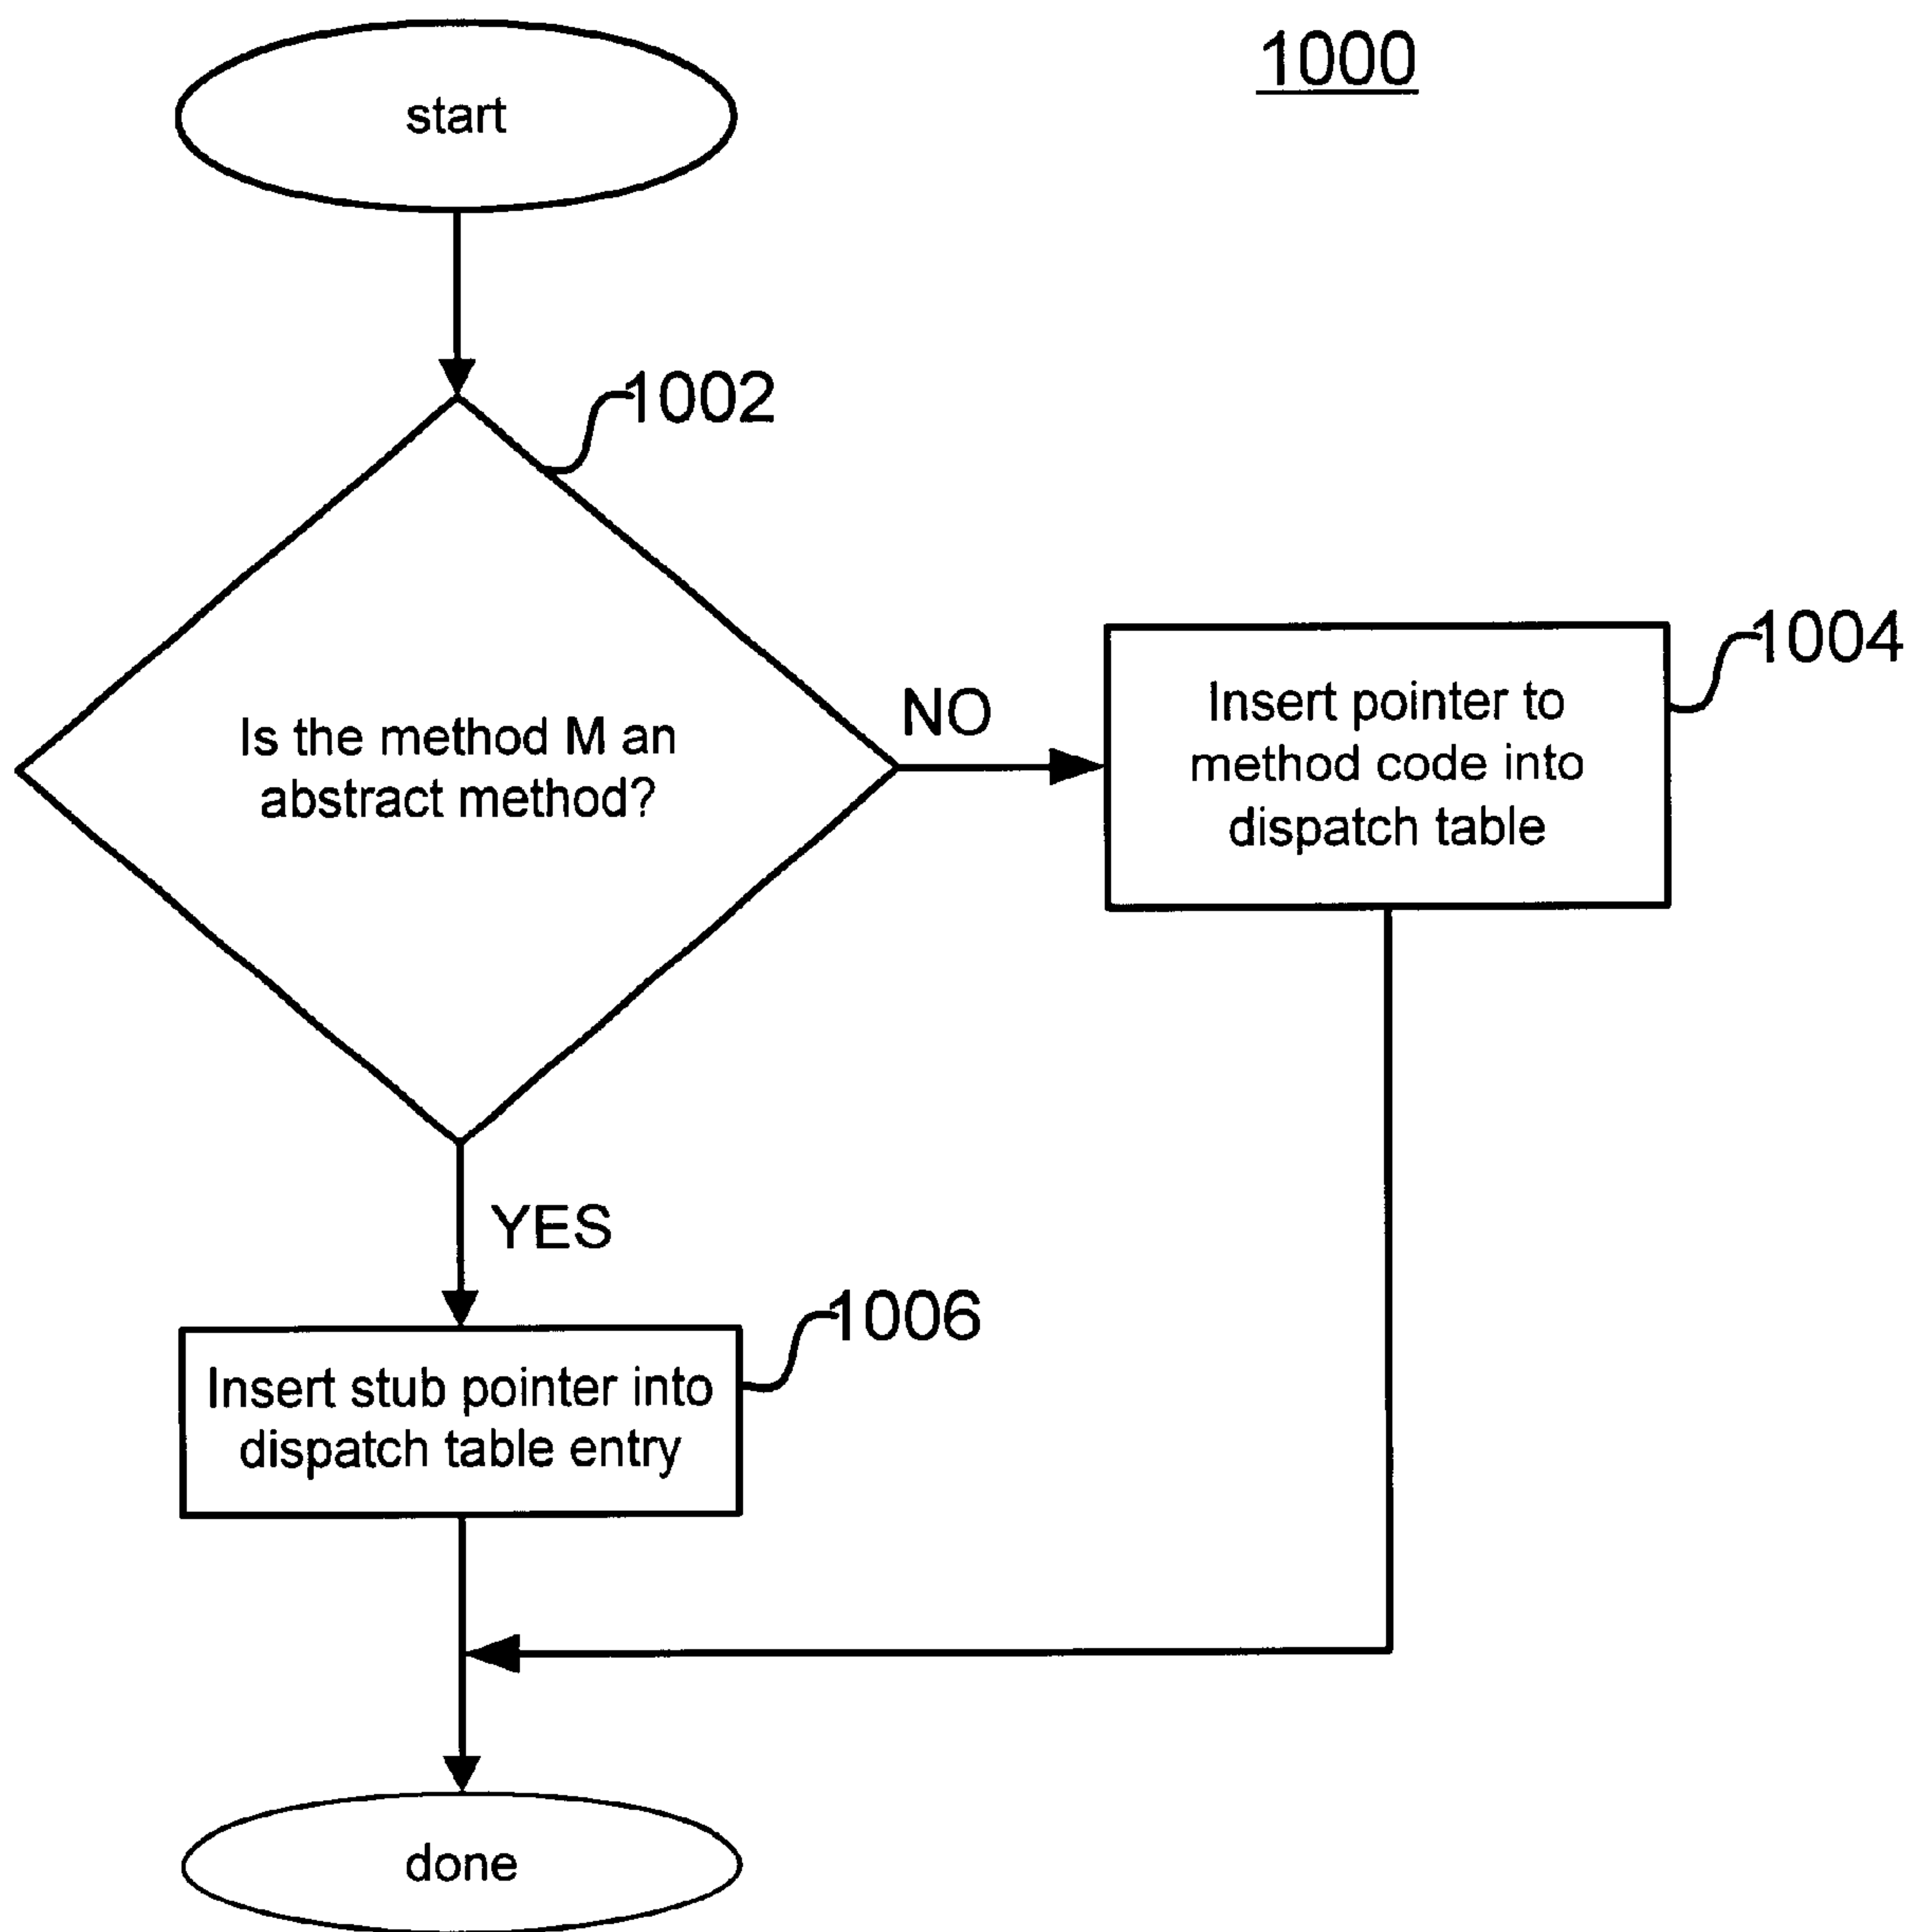 1000
start
1002
Is the method M an
abstract method?
NO
1004
Insert pointer to
method code into
dispatch table
YES
1006
Insert stub pointer into
dispatch table entry
done